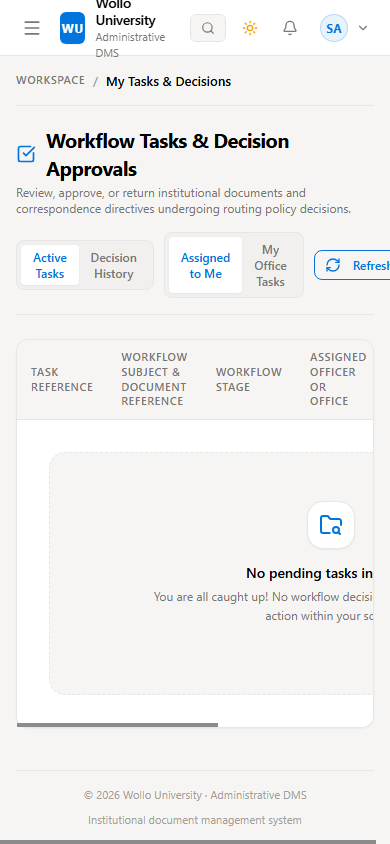 Wollo
University
Administrative
DMS
WU
SA
WORKSPACE / My Tasks & Decisions
Workflow Tasks & Decision
Approvals
Review, approve, or return institutional documents and
correspondence directives undergoing routing policy decisions.
Active
Tasks
Decision
History
Assigned
to Me
My
Office
Tasks
Refresh
TASK
REFERENCE
WORKFLOW
SUBJECT &
DOCUMENT
REFERENCE
WORKFLOW
STAGE
ASSIGNED
OFFICER
OR
OFFICE
No pending tasks in
You are all caught up! No workflow
action within your
© 2026 Wollo University · Administrative DMS
Institutional document management system